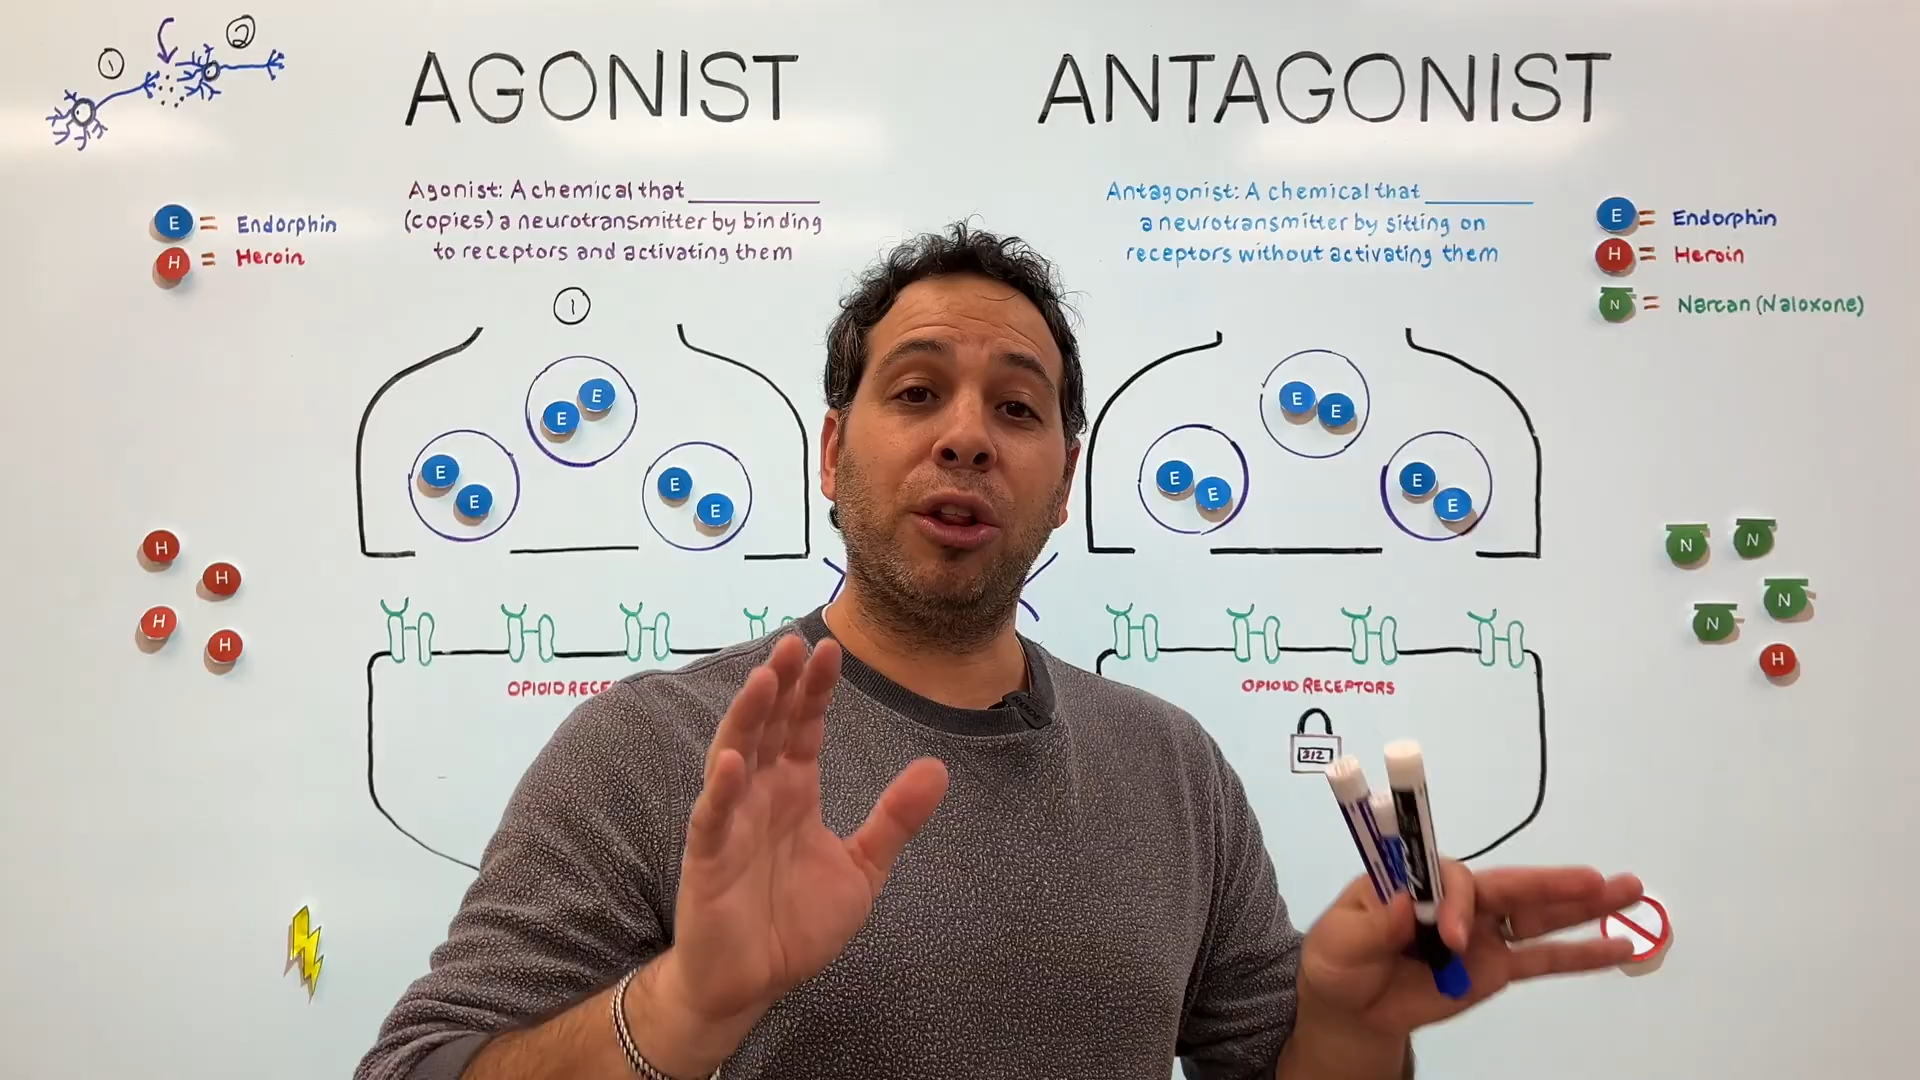 1
2
AGONIST
ANTAGONIST
Agonist: A chemical that ________
(copies) a neurotransmitter by binding
to receptors and activating them
Antagonist: A chemical that ________
a neurotransmitter by sitting on
receptors without activating them
E = Endorphin
H = Heroin
E = Endorphin
H = Heroin
N = Narcan (Naloxone)
1
E
E
E
E
E
E
E
E
E
E
E
E
H
H
H
H
N
N
N
N
H
OPIOID
OPIOID RECEPTORS
312